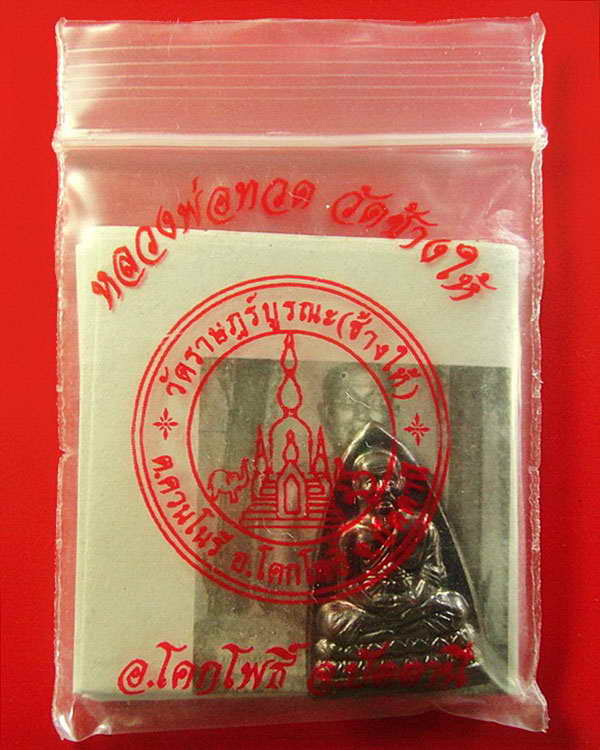 หลวงพ่อทวด วัดช้างให้
วัดราษฎร์บูรณะ(ช้างให้)
ต.ควนโนรี อ.โคกโพธิ์
อ.โคกโพธิ์ จ.ปัตตานี